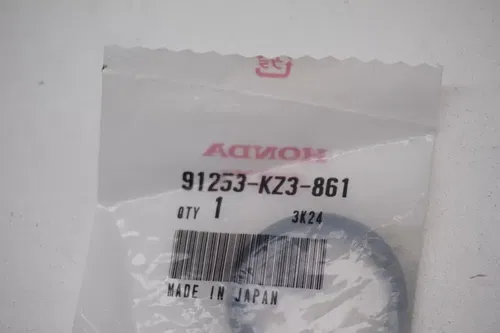 HONDA
91253-KZ3-861
QTY 1 3K24
MADE IN JAPAN